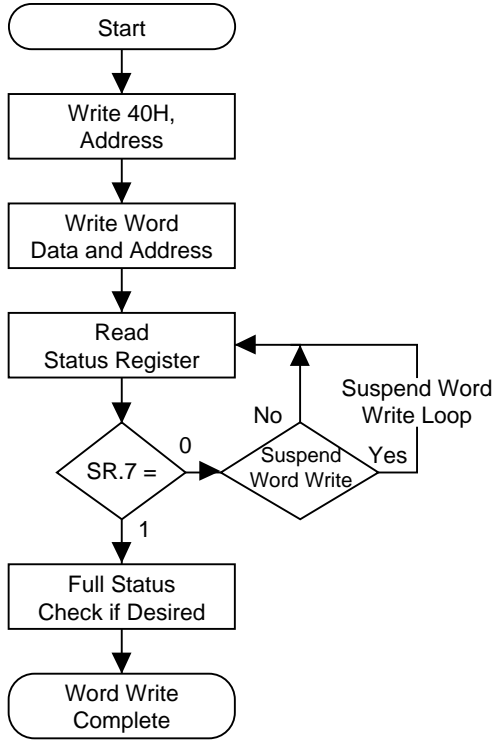 Start
Write 40H,
Address
Write Word
Data and Address
Read
Status Register
Suspend Word
Write Loop
No
0
SR.7 =
Suspend
Word Write
Yes
1
Full Status
Check if Desired
Word Write
Complete